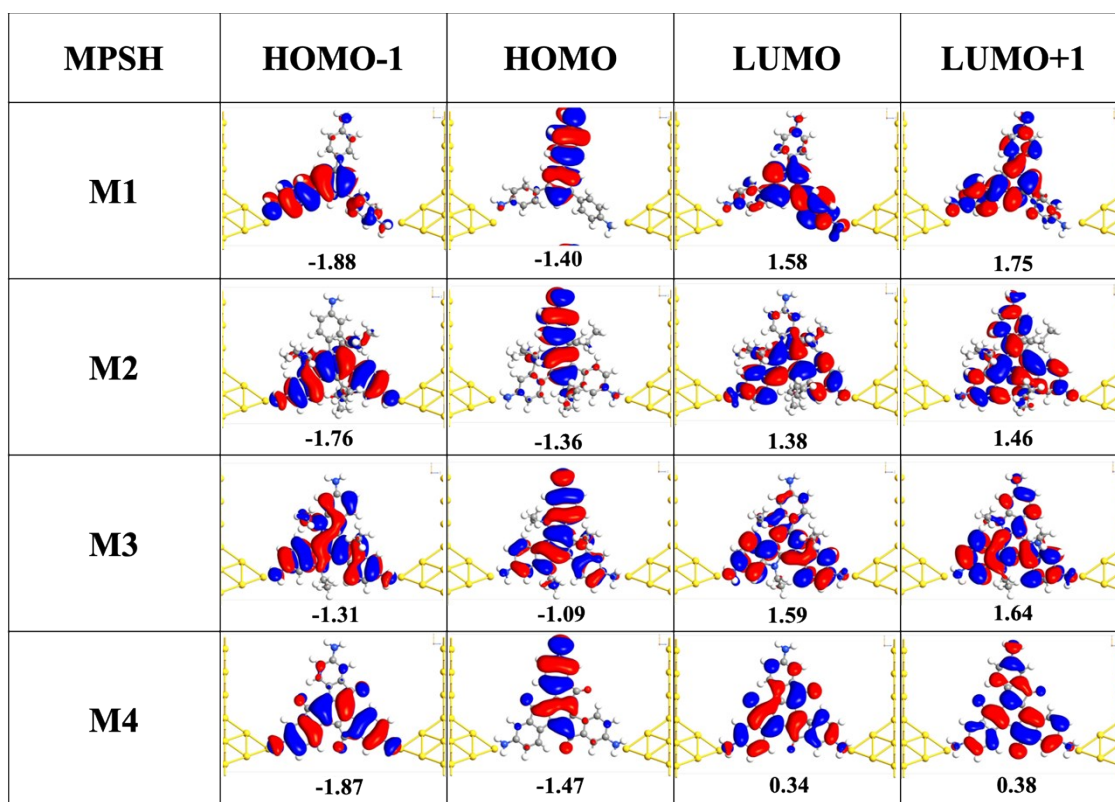 MPSH HOMO-1 HOMO LUMO LUMO+1
M1
-1.88 -1.40 1.58 1.75
M2
-1.76 -1.36 1.38 1.46
M3
-1.31 -1.09 1.59 1.64
M4
-1.87 -1.47 0.34 0.38